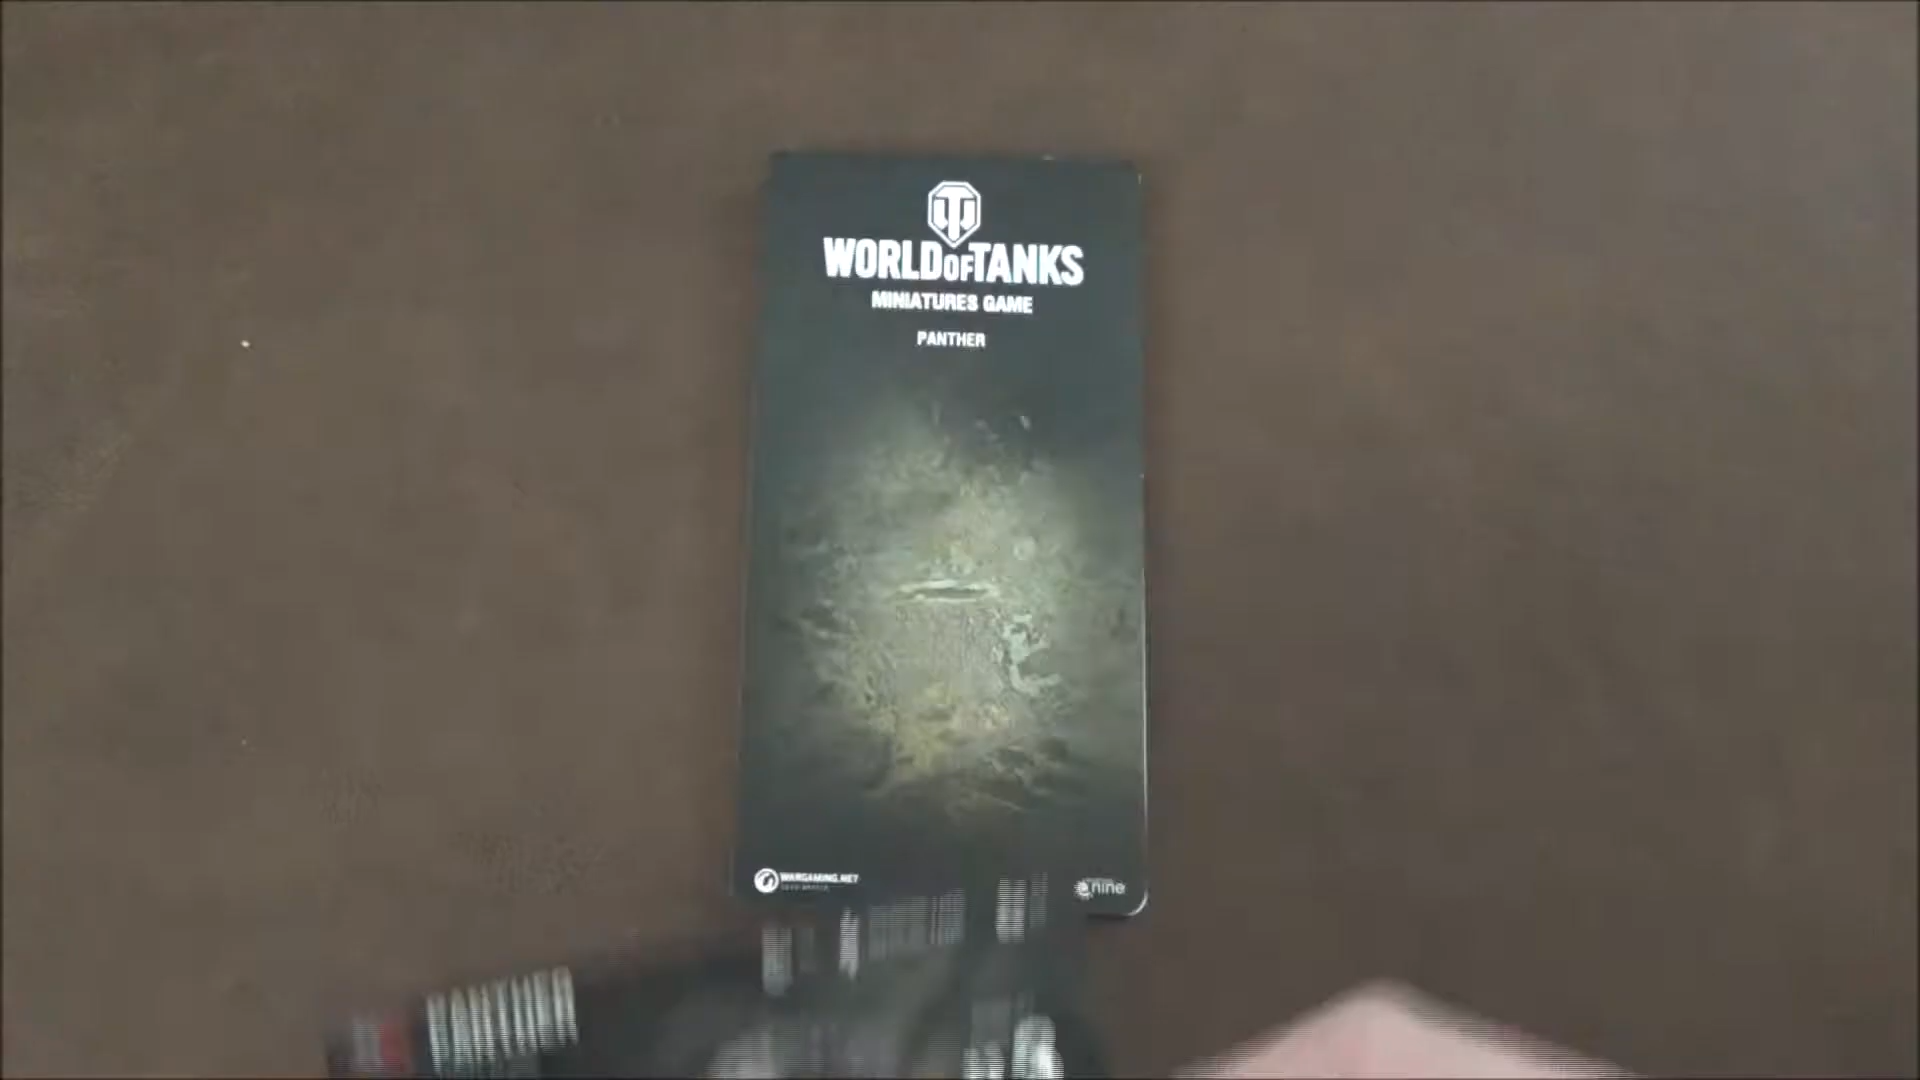 WORLD OF TANKS
MINIATURES GAME
PANTHER
WARGAMING.NET
nine